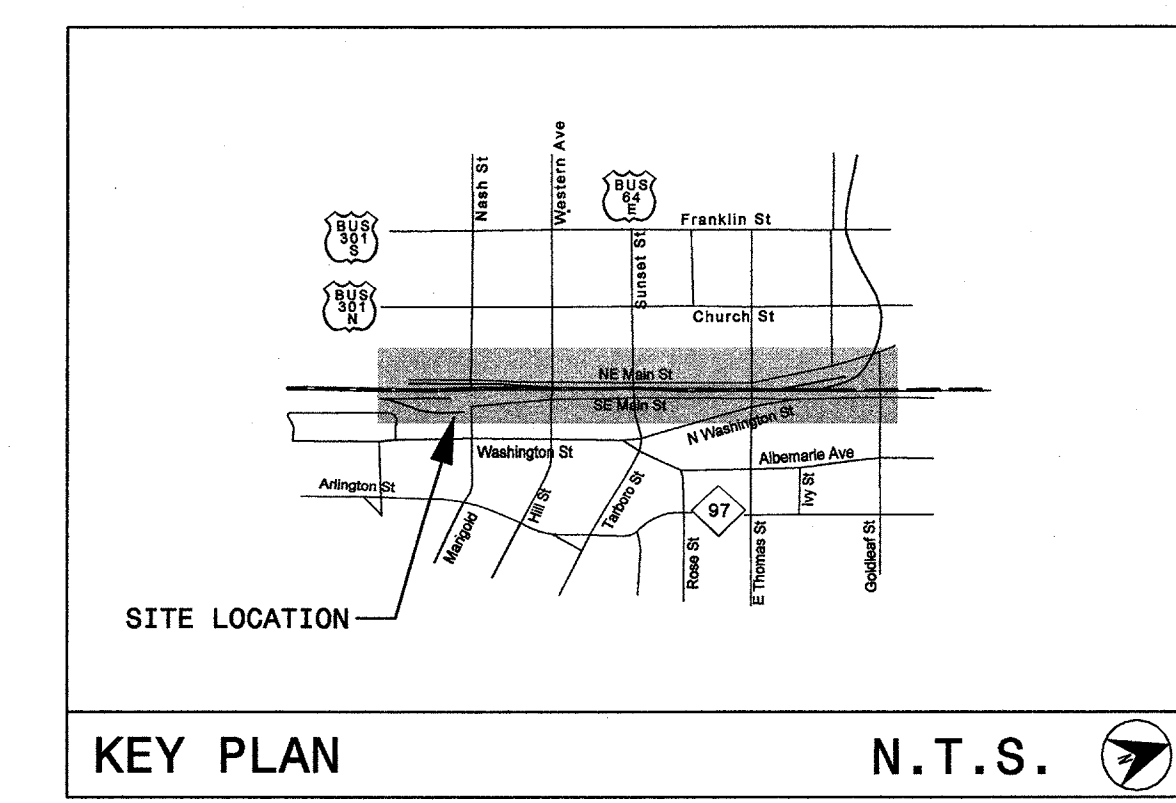 Nash St
Western Ave
BUS
64
E
Sunset St
Franklin St
BUS
301
S
BUS
301
N
Church St
NE Main St
SE Main St
N Washington St
Washington St
Albemarle Ave
Arlington St
Marigold
Hill St
Tarboro St
97
Ivy St
Rose St
E Thomas St
Goldleaf St
SITE LOCATION
KEY PLAN
N.T.S.
N